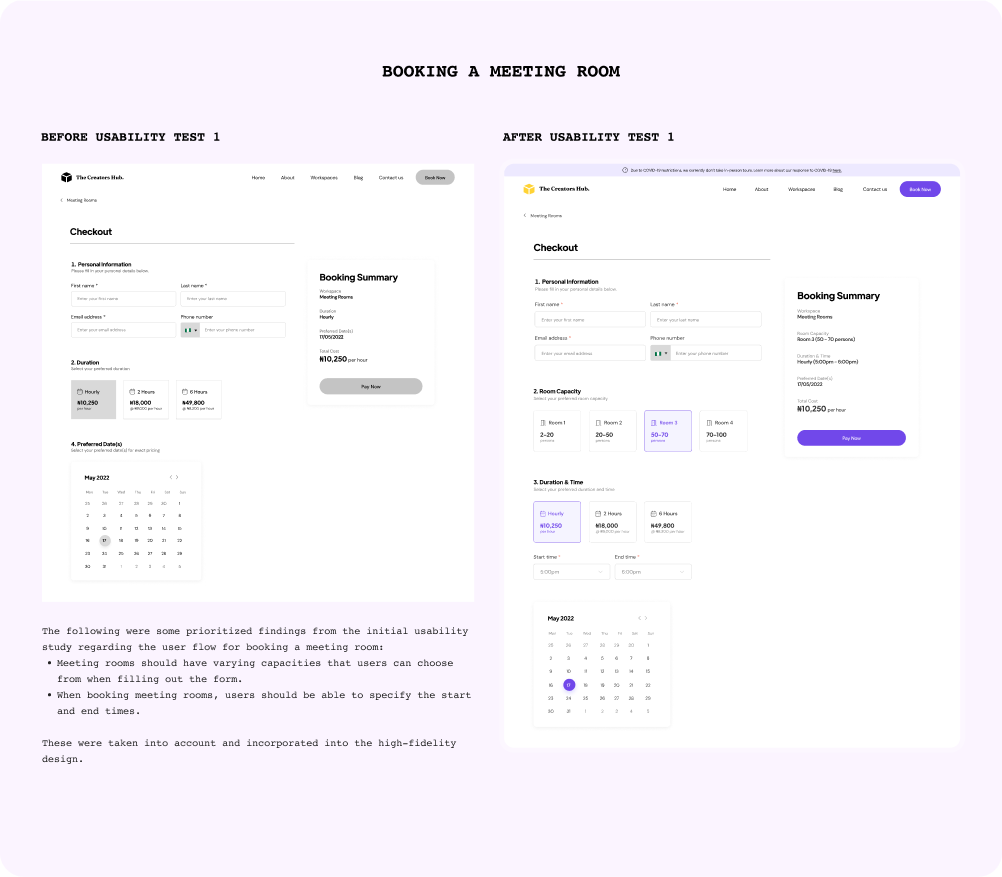 BOOKING A MEETING ROOM
BEFORE USABILITY TEST 1
The Creators Hub.
Home
About
Workspaces
Blog
Contact us
Book Now
Meeting Rooms
Checkout
1. Personal Information
Please fill in your personal details below.
First name *
Last name *
Enter your first name
Enter your last name
Email address *
Phone number
Enter your email address
Enter your phone number
2. Duration
Select your preferred duration
Hourly
₦10,250
per hour
2 Hours
₦18,000
@ ₦9,000 per hour
6 Hours
₦49,800
@ ₦8,300 per hour
4. Preferred Date(s)
Select your preferred date(s) for exact pricing
May 2022
Mon Tue Wed Thu Fri Sat Sun
25 26 27 28 29 30 1
2 3 4 5 6 7 8
9 10 11 12 13 14 15
16 17 18 19 20 21 22
23 24 25 26 27 28 29
30 31 1 2 3 4 5
Booking Summary
Workspace
Meeting Rooms
Duration
Hourly
Preferred Date(s)
17/05/2022
Total Cost
₦10,250 per hour
Pay Now
The following were some prioritized findings from the initial usability
study regarding the user flow for booking a meeting room:
• Meeting rooms should have varying capacities that users can choose
from when filling out the form.
• When booking meeting rooms, users should be able to specify the start
and end times.
These were taken into account and incorporated into the high-fidelity
design.
AFTER USABILITY TEST 1
Due to COVID-19 restrictions, we currently don't take in-person tours. Learn more about our response to COVID-19 here.
The Creators Hub.
Home
About
Workspaces
Blog
Contact us
Book Now
Meeting Rooms
Checkout
1. Personal Information
Please fill in your personal details below.
First name *
Last name *
Enter your first name
Enter your last name
Email address *
Phone number
Enter your email address
Enter your phone number
2. Room Capacity
Select your preferred room capacity
Room 1
2-20
persons
Room 2
20-50
persons
Room 3
50-70
persons
Room 4
70-100
persons
3. Duration & Time
Select your preferred duration and time
Hourly
₦10,250
per hour
2 Hours
₦18,000
@ ₦9,000 per hour
6 Hours
₦49,800
@ ₦8,300 per hour
Start time *
End time *
5:00pm
6:00pm
May 2022
Mon Tue Wed Thu Fri Sat Sun
25 26 27 28 29 30 1
2 3 4 5 6 7 8
9 10 11 12 13 14 15
16 17 18 19 20 21 22
23 24 25 26 27 28 29
30 31 1 2 3 4 5
Booking Summary
Workspace
Meeting Rooms
Room Capacity
Room 3 (50 - 70 persons)
Duration & Time
Hourly (5:00pm - 6:00pm)
Preferred Date(s)
17/05/2022
Total Cost
₦10,250 per hour
Pay Now